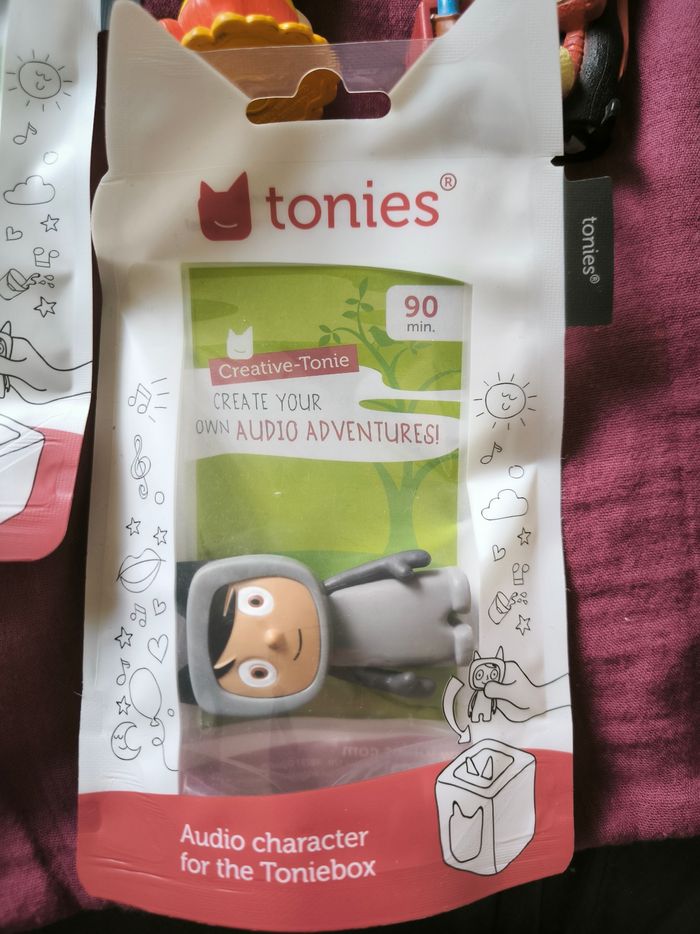 tonies®
tonies®
90
min.
Creative-Tonie
CREATE YOUR
OWN AUDIO ADVENTURES!
Audio character
for the Toniebox